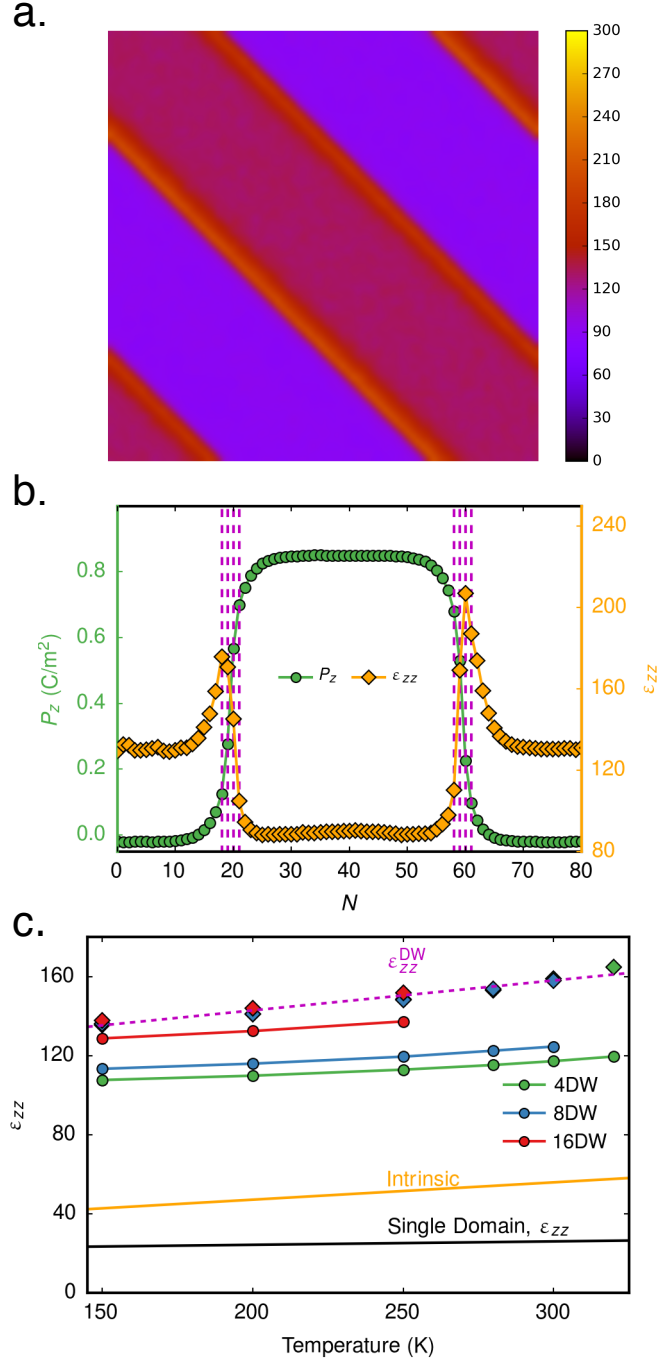 a.
300
270
240
210
180
150
120
90
60
30
0
b.
0.8
0.6
0.4
0.2
0.0
P_z (C/m²)
P_z
ε_zz
240
200
160
120
80
ε_zz
0 10 20 30 40 50 60 70 80
N
c.
160
120
80
40
0
ε_zz
ε_zz^DW
4DW
8DW
16DW
Intrinsic
Single Domain, ε_zz
150 200 250 300
Temperature (K)